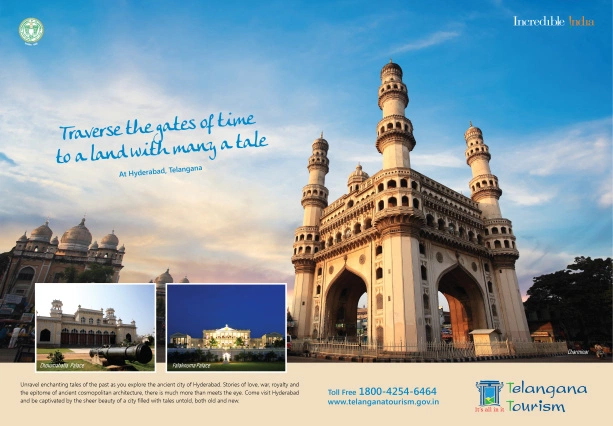 Incredible India
Traverse the gates of time
to a land with many a tale
At Hyderabad, Telangana
Chowmahalla Palace
Falaknuma Palace
Charminar
Unravel enchanting tales of the past as you explore the ancient city of Hyderabad. Stories of love, war, royalty and
the epitome of ancient cosmopolitan architecture, there is much more than meets the eye. Come visit Hyderabad
and be captivated by the sheer beauty of a city filled with tales untold, both old and new.
Toll Free 1800-4254-6464
www.telanganatourism.gov.in
It's all in it
Telangana
Tourism